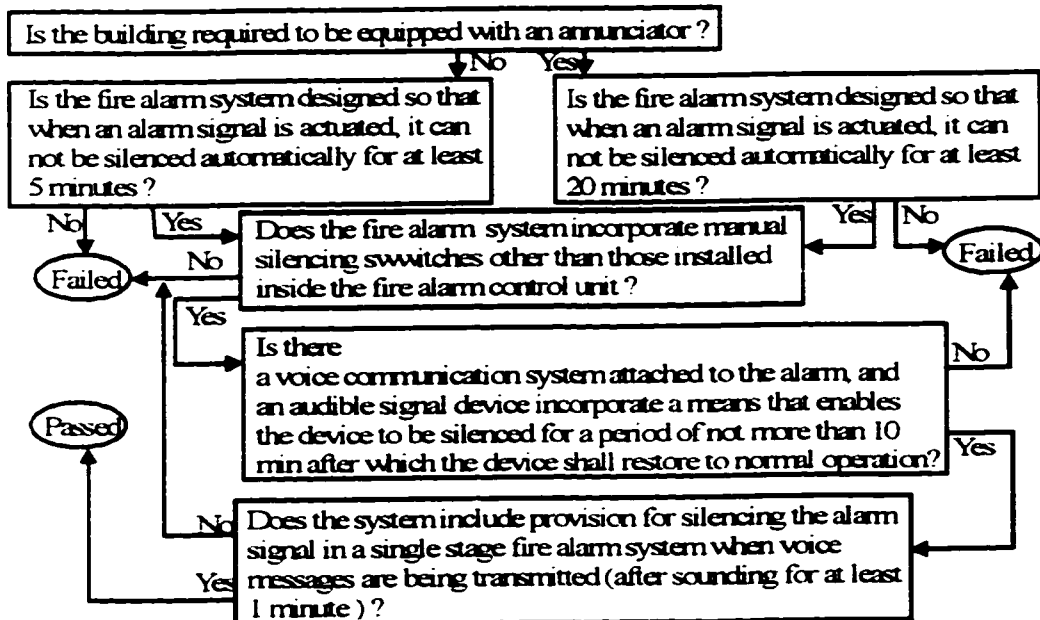 Is the building required to be equipped with an annunciator ?
No Yes
Is the fire alarm system designed so that
when an alarm signal is actuated, it can
not be silenced automatically for at least
5 minutes ?
Is the fire alarm system designed so that
when an alarm signal is actuated, it can
not be silenced automatically for at least
20 minutes ?
No
Yes
Yes
No
Does the fire alarm system incorporate manual
silencing swwitches other than those installed
inside the fire alarm control unit ?
No
Failed
Failed
Yes
Is there
a voice communication system attached to the alarm, and
an audible signal device incorporate a means that enables
the device to be silenced for a period of not more than 10
min after which the device shall restore to normal operation?
No
Passed
Yes
No
Does the system include provision for silencing the alarm
signal in a single stage fire alarm system when voice
messages are being transmitted (after sounding for at least
1 minute ) ?
Yes